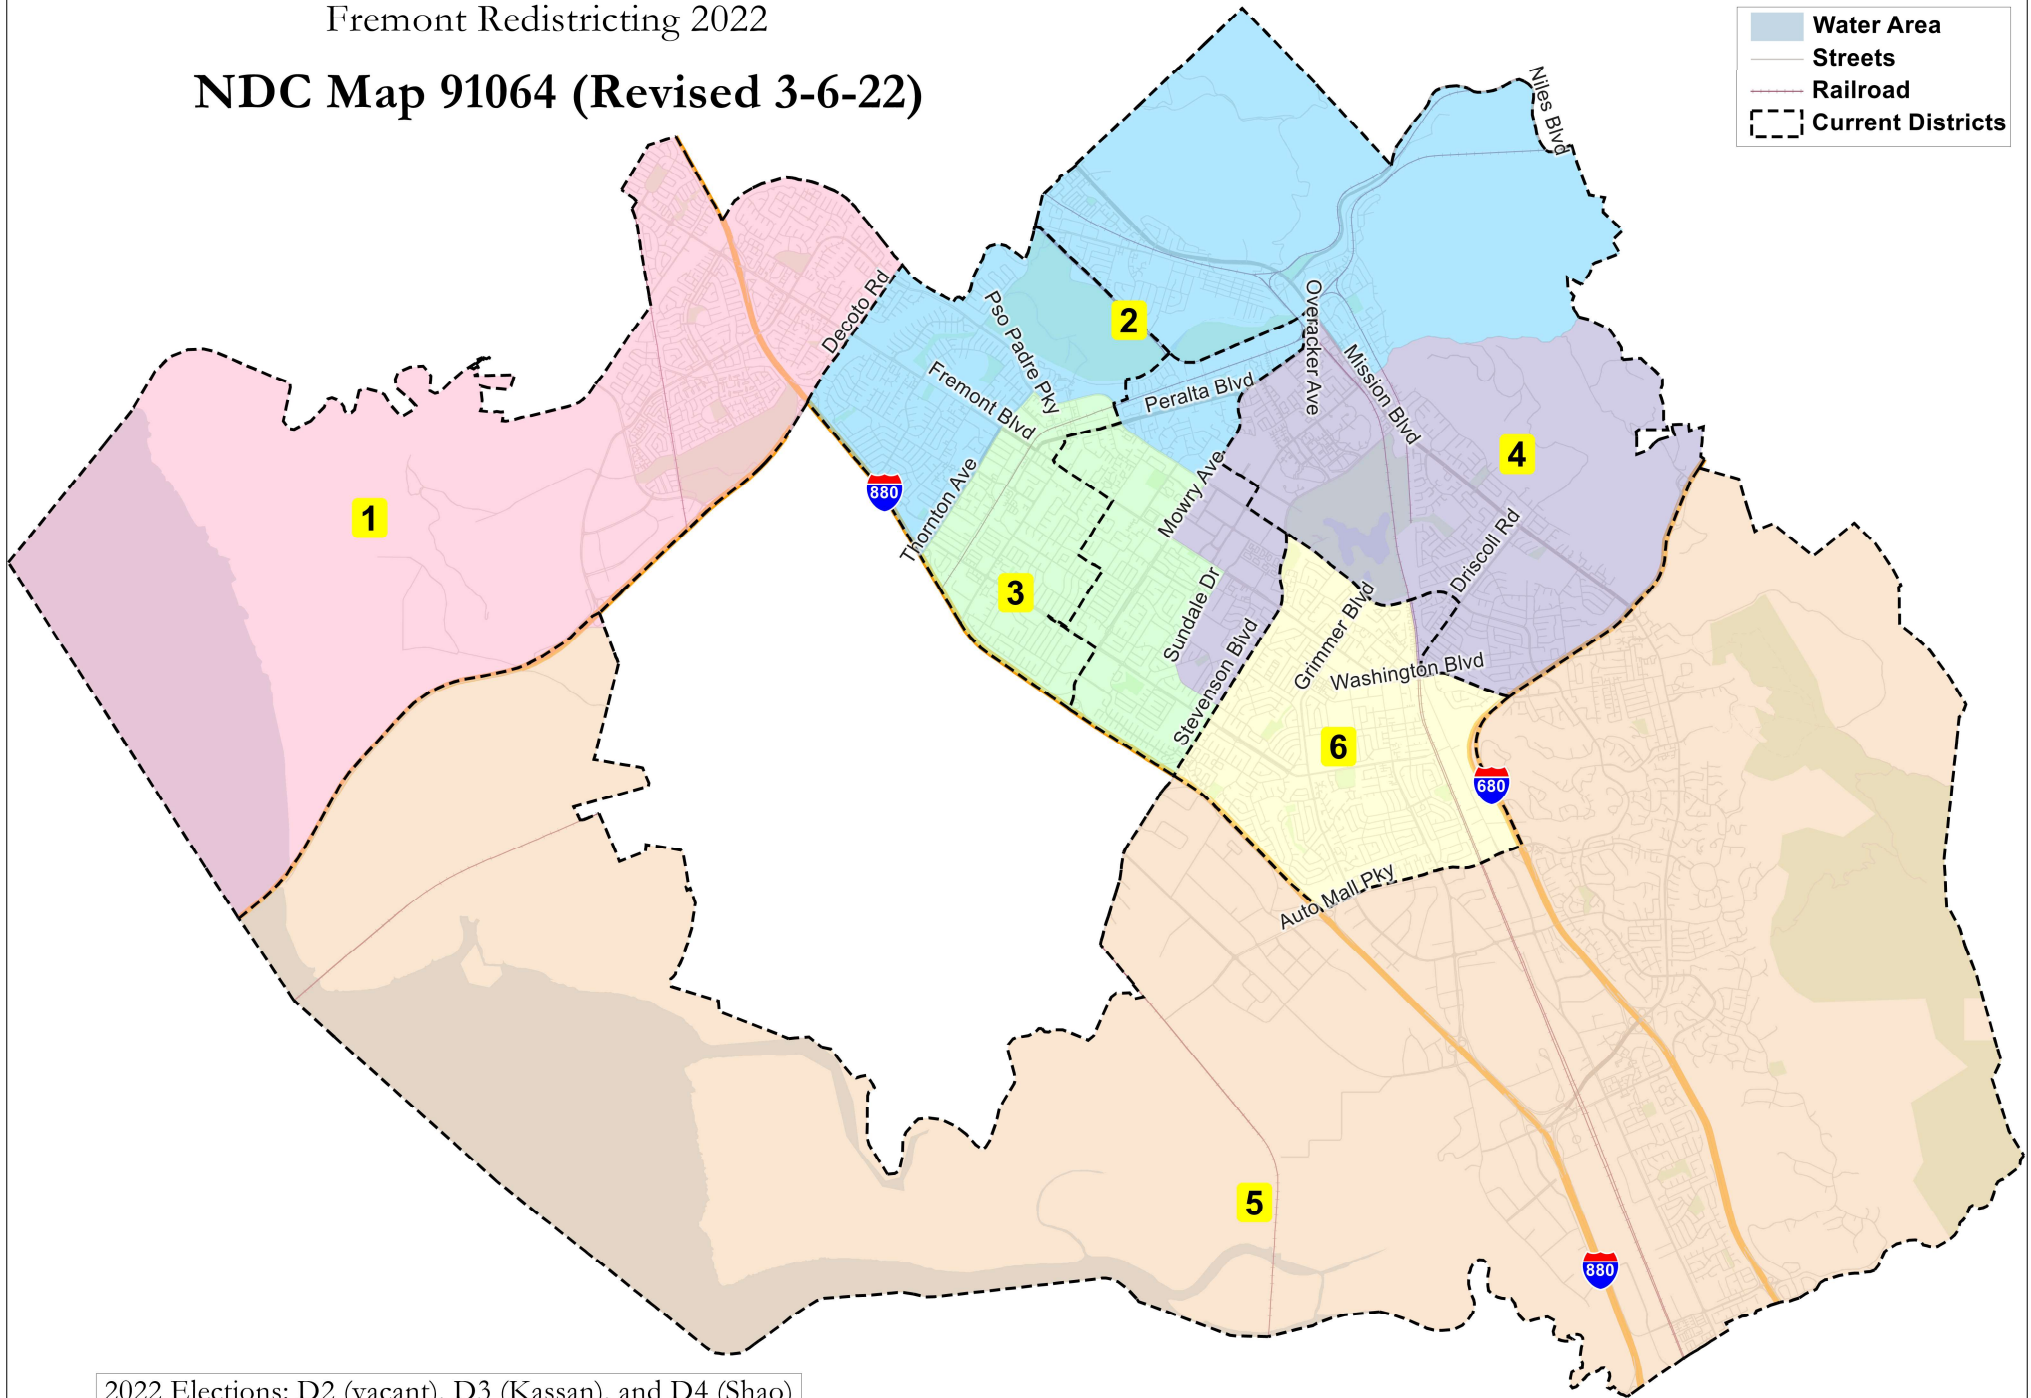 Fremont Redistricting 2022
NDC Map 91064 (Revised 3-6-22)
Water Area
Streets
Railroad
Current Districts
Niles Blvd
Decoto Rd
Pso Padre Pky
2
Overacker Ave
Fremont Blvd
Peralta Blvd
Mission Blvd
1
880
Thornton Ave
Mowry Ave
4
3
Sundale Dr
Driscoll Rd
Grimmer Blvd
Stevenson Blvd
Washington Blvd
6
680
Auto Mall Pky
5
880
2022 Elections: D2 (vacant), D3 (Kassan), and D4 (Shao)